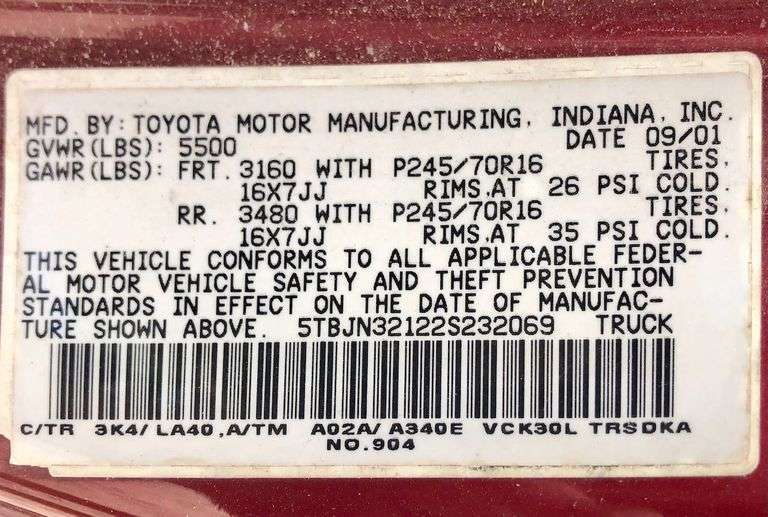 MFD. BY: TOYOTA MOTOR MANUFACTURING, INDIANA, INC.
GVWR(LBS): 5500 DATE 09/01
GAWR(LBS): FRT. 3160 WITH P245/70R16 TIRES,
16X7JJ RIMS.AT 26 PSI COLD.
RR. 3480 WITH P245/70R16 TIRES,
16X7JJ RIMS.AT 35 PSI COLD.
THIS VEHICLE CONFORMS TO ALL APPLICABLE FEDER-
AL MOTOR VEHICLE SAFETY AND THEFT PREVENTION
STANDARDS IN EFFECT ON THE DATE OF MANUFAC-
TURE SHOWN ABOVE. 5TBJN32122S232069 TRUCK
C/TR 3K4/ LA40 ,A/TM A02A/ A340E VCK30L TRSDKA
NO.904